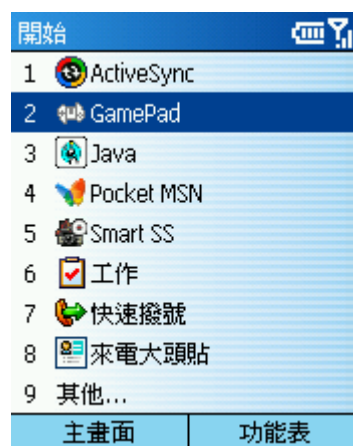 開始
1 ActiveSync
2 GamePad
3 Java
4 Pocket MSN
5 Smart SS
6 工作
7 快速撥號
8 來電大頭貼
9 其他...
主畫面 功能表